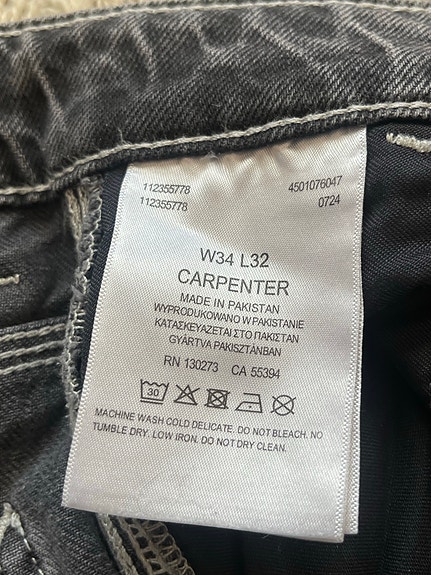 112355778 4501076047
112355778 0724
W34 L32
CARPENTER
MADE IN PAKISTAN
WYPRODUKOWANO W PAKISTANIE
ΚΑΤΑΣΚΕΥΑΖΕΤΑΙ ΣΤΟ ΠΑΚΙΣΤΑΝ
GYÁRTVA PAKISZTÁNBAN
RN 130273 CA 55394
30
MACHINE WASH COLD DELICATE. DO NOT BLEACH. NO
TUMBLE DRY. LOW IRON. DO NOT DRY CLEAN.